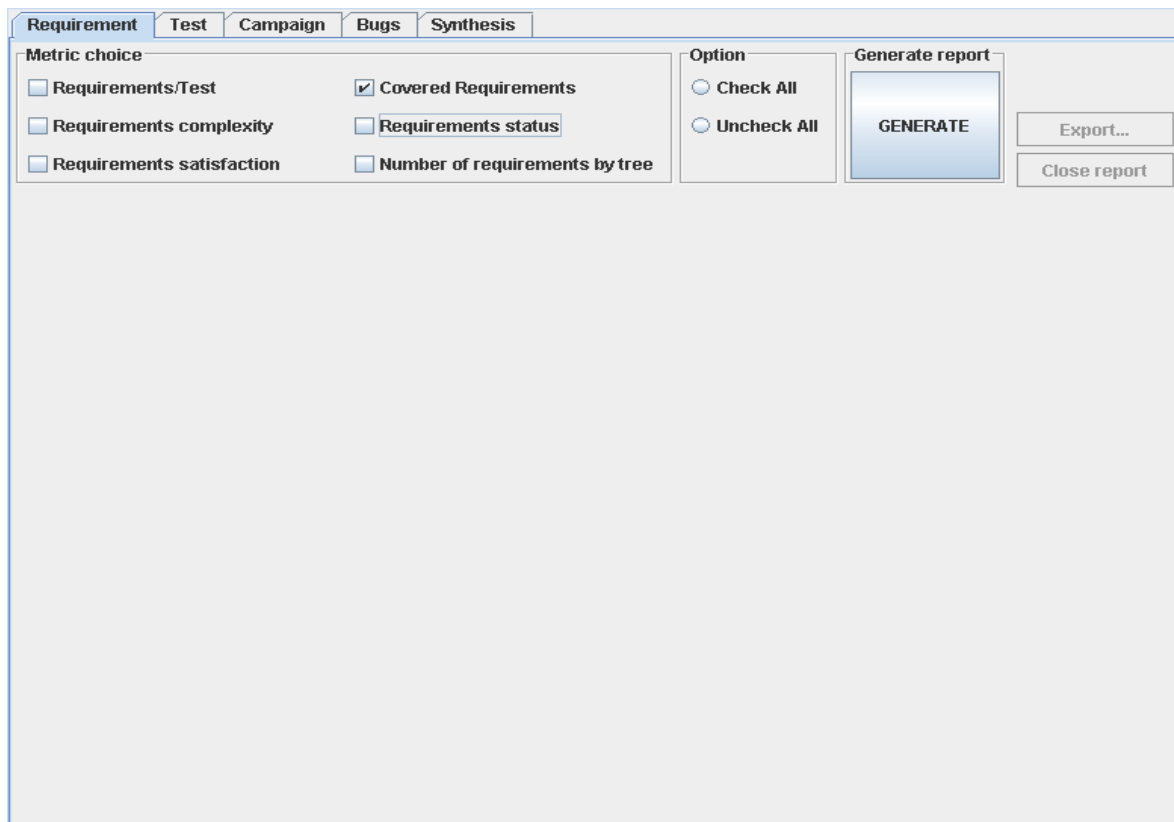 Requirement Test Campaign Bugs Synthesis
Metric choice
Requirements/Test
Covered Requirements
Requirements complexity
Requirements status
Requirements satisfaction
Number of requirements by tree
Option
Check All
Uncheck All
Generate report
GENERATE
Export...
Close report